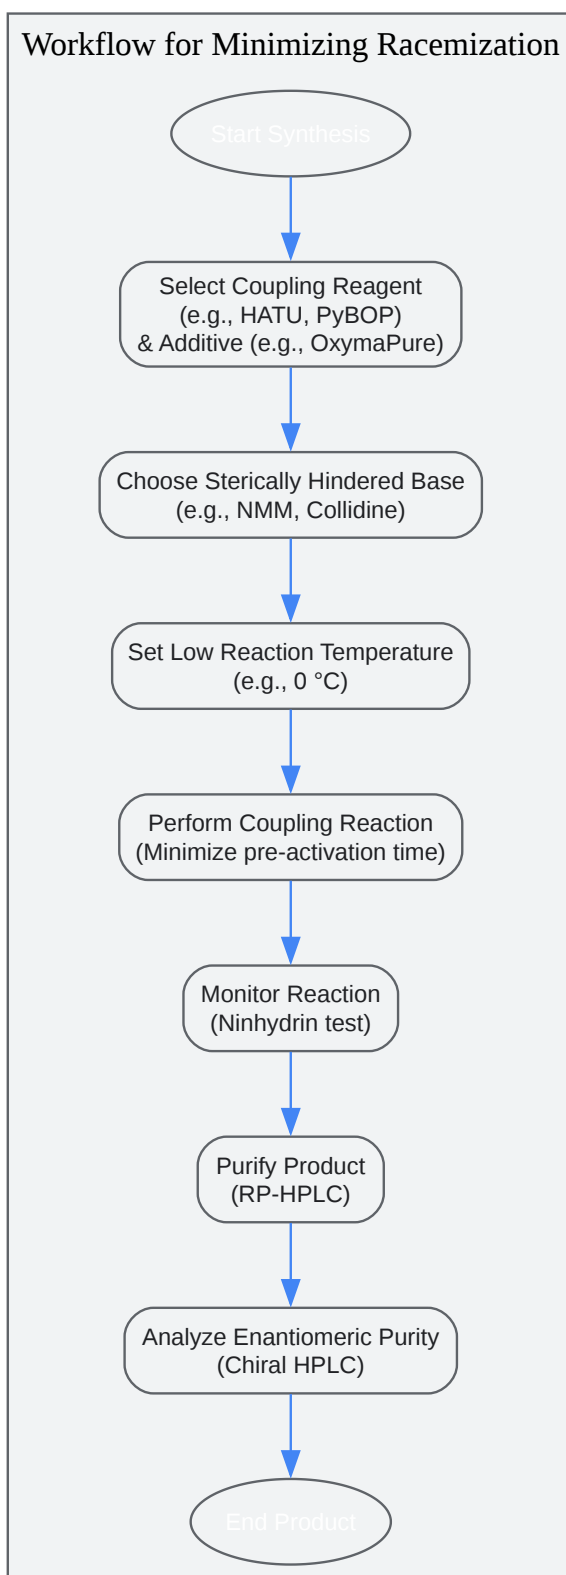 Workflow for Minimizing Racemization
Start Synthesis
Select Coupling Reagent
(e.g., HATU, PyBOP)
& Additive (e.g., OxymaPure)
Choose Sterically Hindered Base
(e.g., NMM, Collidine)
Set Low Reaction Temperature
(e.g., 0 °C)
Perform Coupling Reaction
(Minimize pre-activation time)
Monitor Reaction
(Ninhydrin test)
Purify Product
(RP-HPLC)
Analyze Enantiomeric Purity
(Chiral HPLC)
End Product